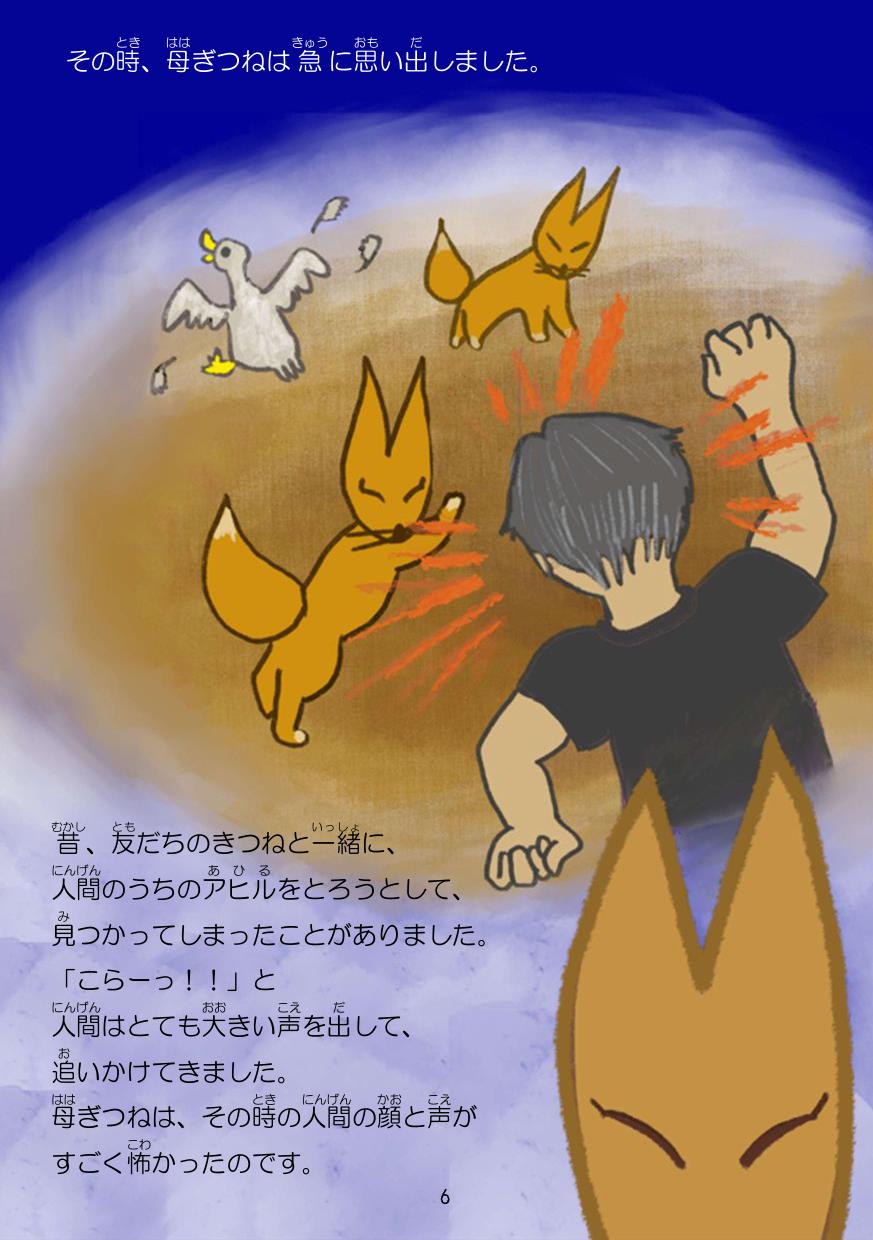 その時、母ぎつねは急に思い出しました。
昔、友だちのきつねと一緒に、
人間のうちのアヒルをとろうとして、
見つかってしまったことがありました。
「こらーっ！！」と
人間はとても大きい声を出して、
追いかけてきました。
母ぎつねは、その時の人間の顔と声が
すごく怖かったのです。
6